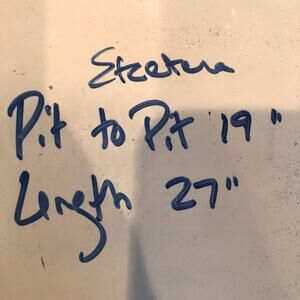 Etcetera
Pit to Pit 19"
Length 27"